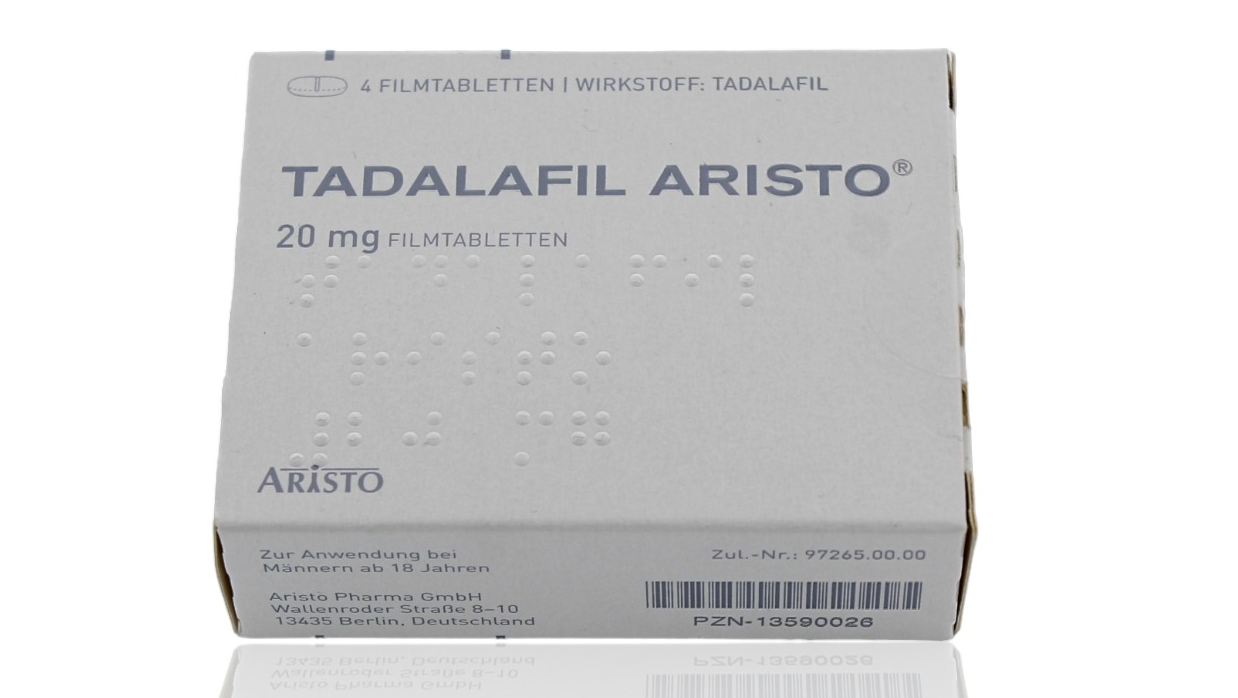 4 FILMTABLETTEN | WIRKSTOFF: TADALAFIL
TADALAFIL ARISTO®
20 mg FILMTABLETTEN
⠞⠁⠙⠁⠇⠁⠋⠊⠇
⠁⠗⠊⠎⠞⠕
⠼⠃⠚ ⠍⠛
ARISTO
Zur Anwendung bei
Männern ab 18 Jahren
Zul.-Nr.: 97265.00.00
Aristo Pharma GmbH
Wallenroder Straße 8–10
13435 Berlin, Deutschland
PZN-13590026